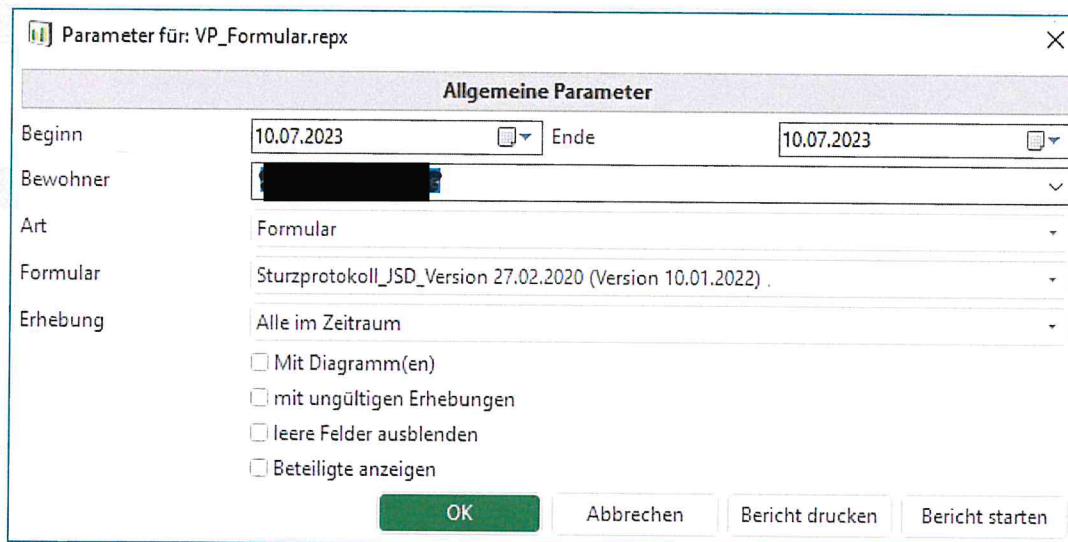 Parameter für: VP_Formular.repx
Allgemeine Parameter
Beginn 10.07.2023 Ende 10.07.2023
Bewohner
Art Formular
Formular Sturzprotokoll_JSD_Version 27.02.2020 (Version 10.01.2022)
Erhebung Alle im Zeitraum
Mit Diagramm(en)
mit ungültigen Erhebungen
leere Felder ausblenden
Beteiligte anzeigen
OK Abbrechen Bericht drucken Bericht starten